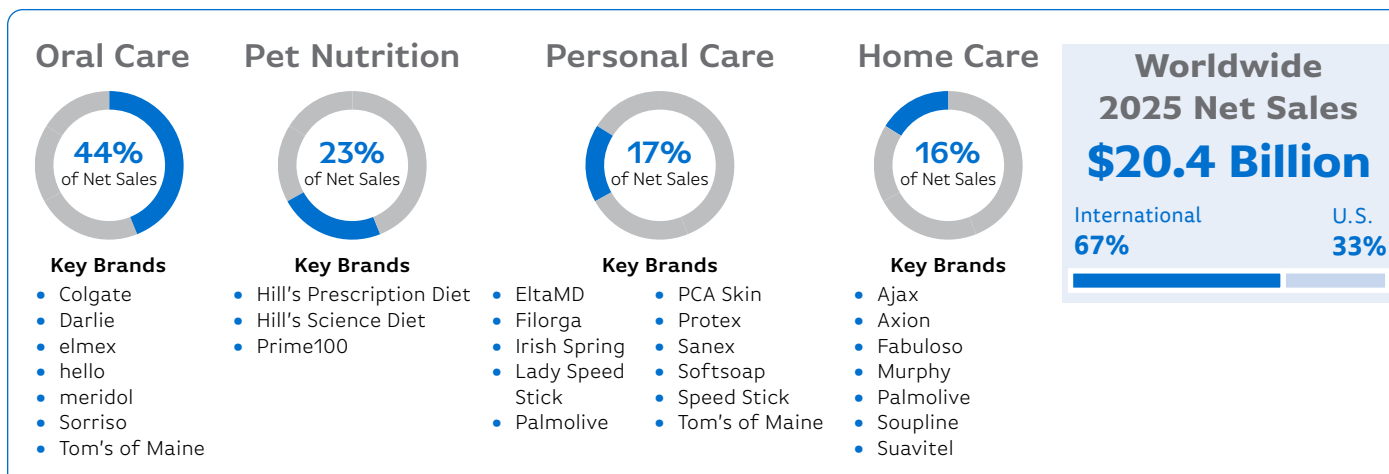 Oral Care
44%
of Net Sales
Key Brands
• Colgate
• Darlie
• elmex
• hello
• meridol
• Sorriso
• Tom's of Maine
Pet Nutrition
23%
of Net Sales
Key Brands
• Hill's Prescription Diet
• Hill's Science Diet
• Prime100
Personal Care
17%
of Net Sales
Key Brands
• EltaMD
• Filorga
• Irish Spring
• Lady Speed
Stick
• Palmolive
• PCA Skin
• Protex
• Sanex
• Softsoap
• Speed Stick
• Tom's of Maine
Home Care
16%
of Net Sales
Key Brands
• Ajax
• Axion
• Fabuloso
• Murphy
• Palmolive
• Soupline
• Suavitel
Worldwide
2025 Net Sales
$20.4 Billion
International
67%
U.S.
33%